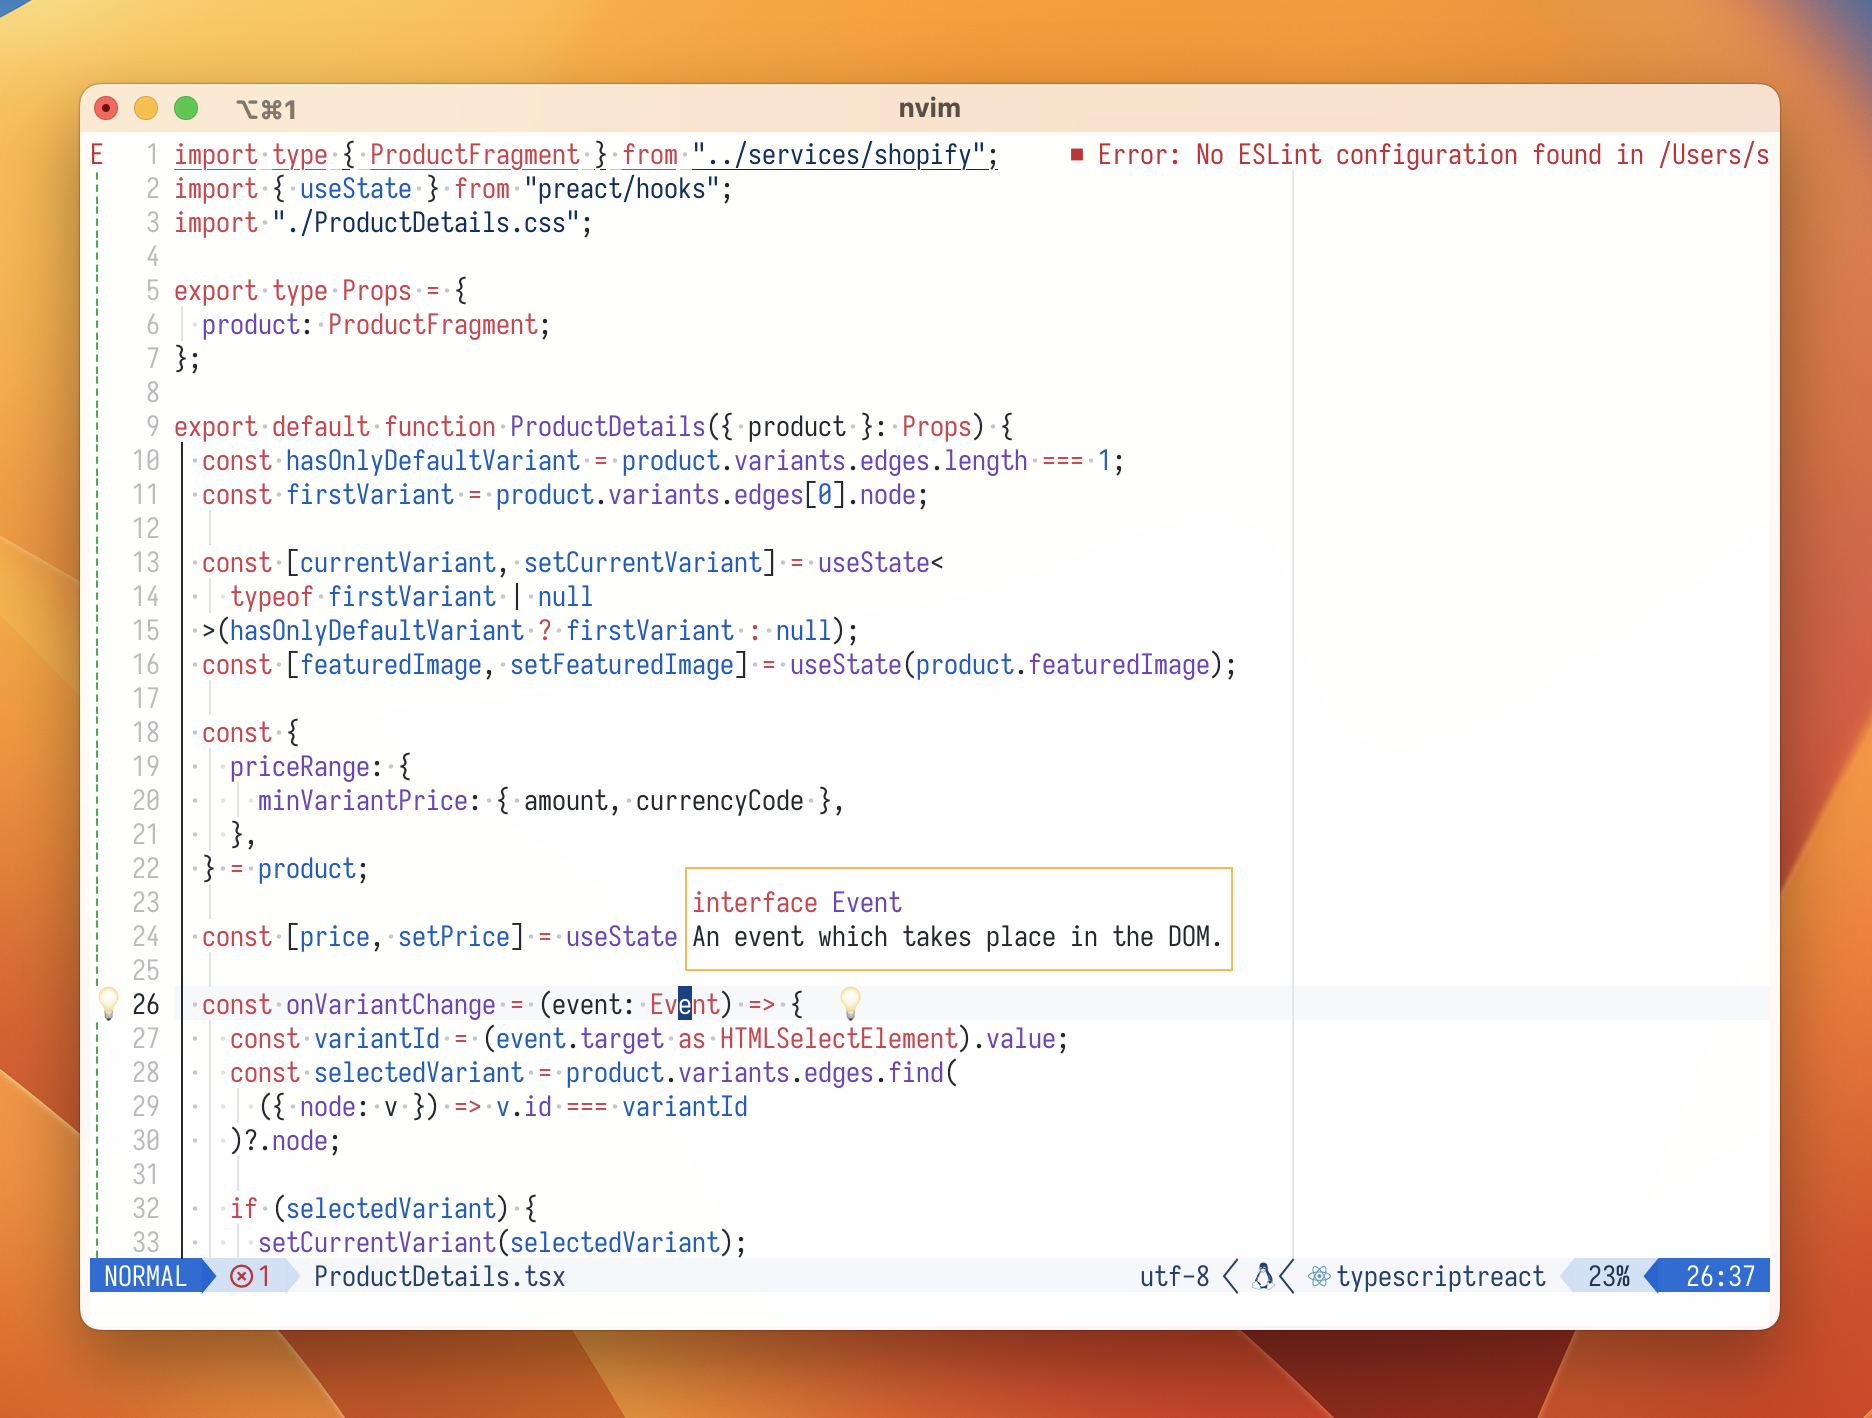 ⌥⌘1 nvim
E 1 import type { ProductFragment } from "../services/shopify"; ■ Error: No ESLint configuration found in /Users/s
2 import { useState } from "preact/hooks";
3 import "./ProductDetails.css";
4
5 export type Props = {
6 product: ProductFragment;
7 };
8
9 export default function ProductDetails({ product }: Props) {
10 const hasOnlyDefaultVariant = product.variants.edges.length === 1;
11 const firstVariant = product.variants.edges[0].node;
12
13 const [currentVariant, setCurrentVariant] = useState<
14 typeof firstVariant | null
15 >(hasOnlyDefaultVariant ? firstVariant : null);
16 const [featuredImage, setFeaturedImage] = useState(product.featuredImage);
17
18 const {
19 priceRange: {
20 minVariantPrice: { amount, currencyCode },
21 },
22 } = product;
23 interface Event
24 const [price, setPrice] = useState An event which takes place in the DOM.
25
26 const onVariantChange = (event: Event) => {
27 const variantId = (event.target as HTMLSelectElement).value;
28 const selectedVariant = product.variants.edges.find(
29 ({ node: v }) => v.id === variantId
30 )?.node;
31
32 if (selectedVariant) {
33 setCurrentVariant(selectedVariant);
NORMAL 1 ProductDetails.tsx utf-8 typescriptreact 23% 26:37